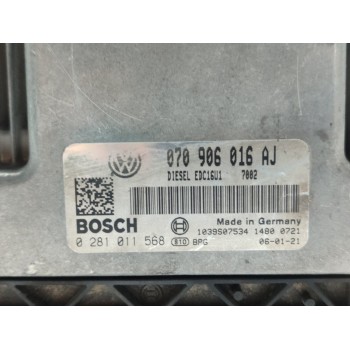 070 906 016 AJ
DIESEL EDC16U1 7002
BOSCH
Made in Germany
0 281 011 568 BTO BPG
1039S07534 1480 0721
06-01-21